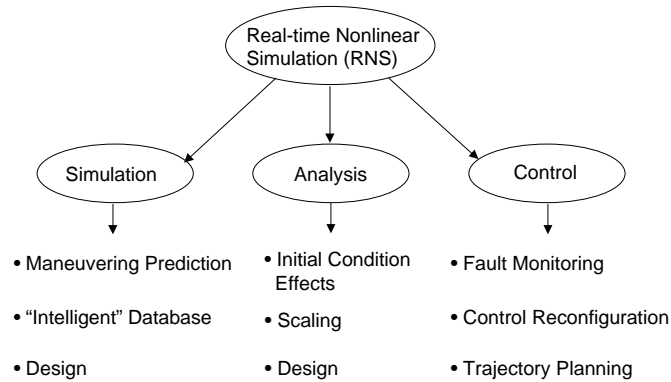 Real-time Nonlinear
Simulation (RNS)
Simulation
Analysis
Control
• Maneuvering Prediction
• “Intelligent” Database
• Design
• Initial Condition
Effects
• Scaling
• Design
• Fault Monitoring
• Control Reconfiguration
• Trajectory Planning